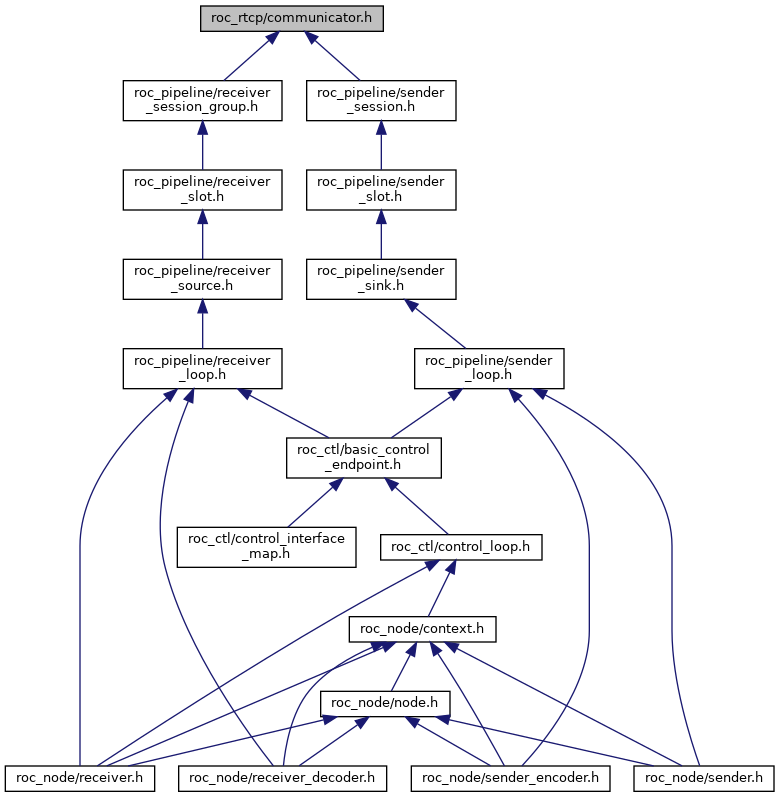 roc_rtcp/communicator.h
roc_pipeline/receiver
_session_group.h
roc_pipeline/sender
_session.h
roc_pipeline/receiver
_slot.h
roc_pipeline/sender
_slot.h
roc_pipeline/receiver
_source.h
roc_pipeline/sender
_sink.h
roc_pipeline/receiver
_loop.h
roc_pipeline/sender
_loop.h
roc_ctl/basic_control
_endpoint.h
roc_ctl/control_interface
_map.h
roc_ctl/control_loop.h
roc_node/context.h
roc_node/node.h
roc_node/receiver.h
roc_node/receiver_decoder.h
roc_node/sender_encoder.h
roc_node/sender.h